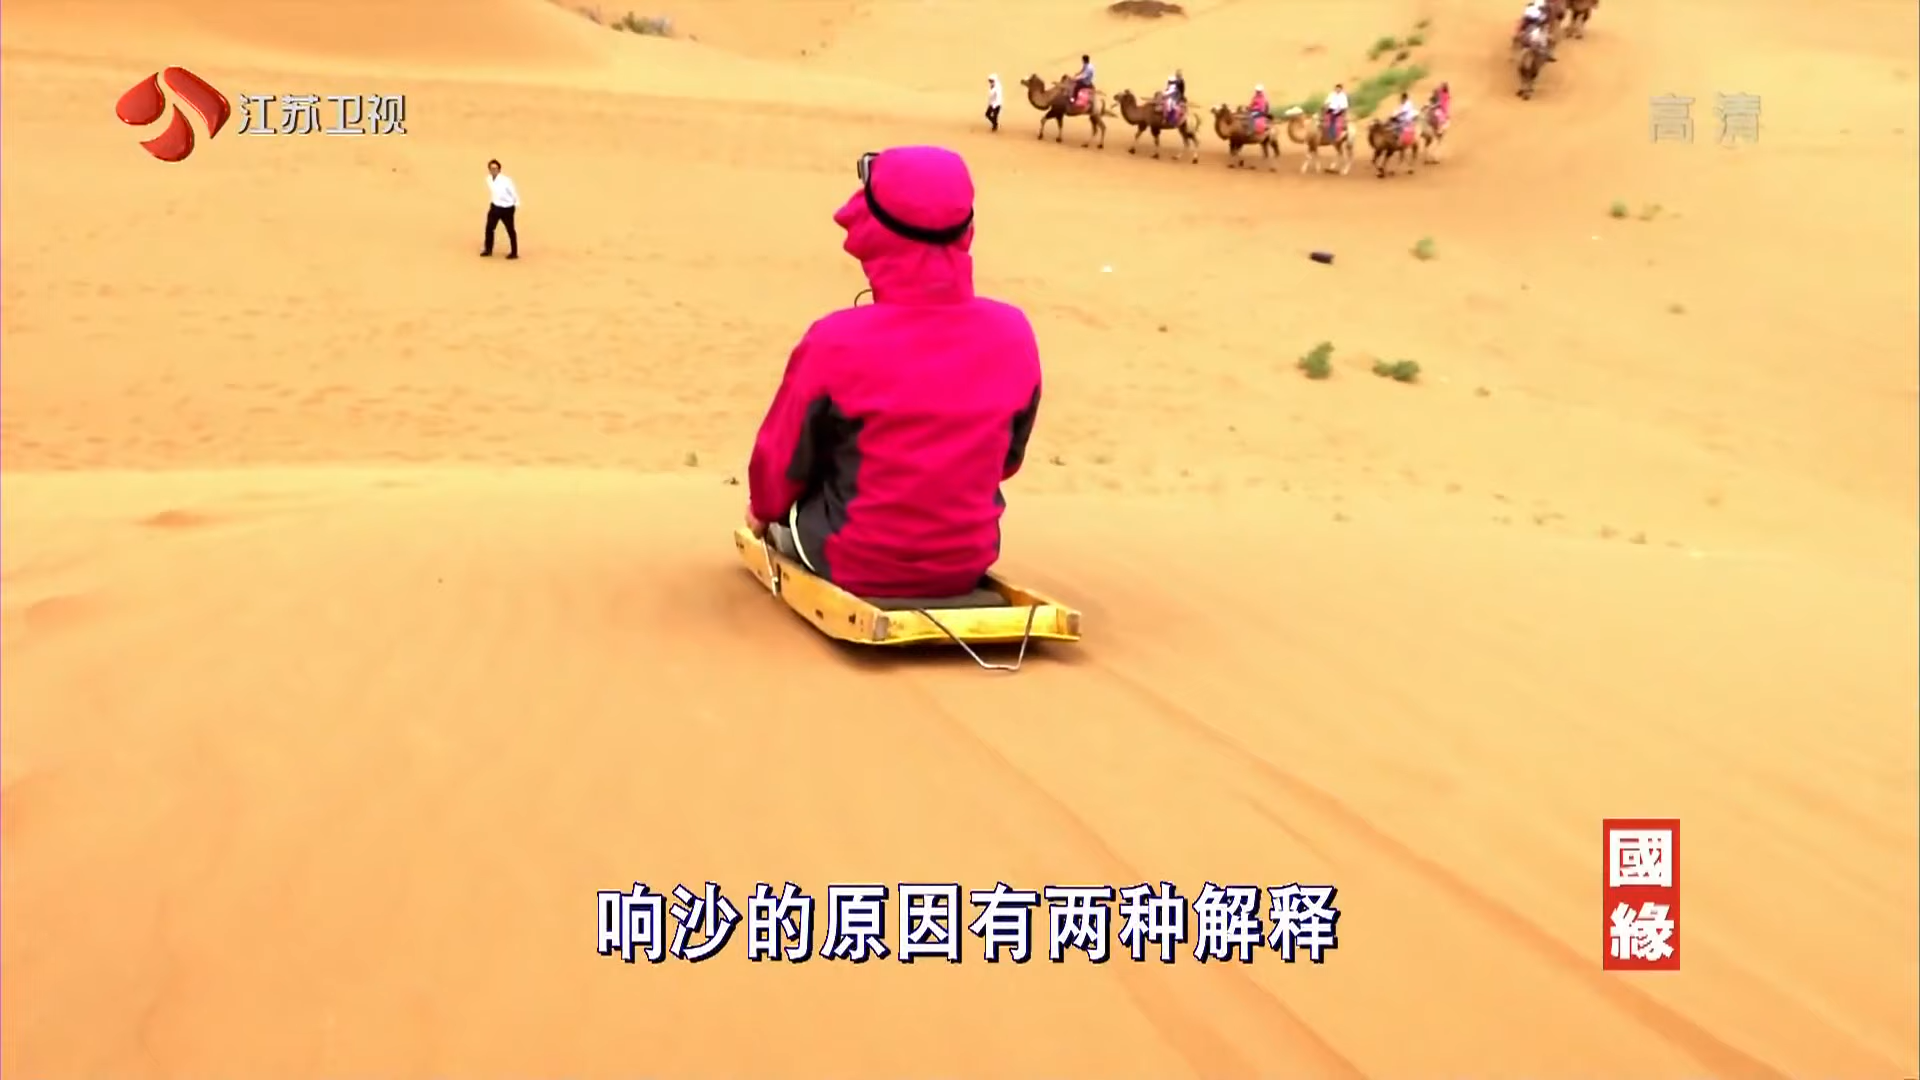 江苏卫视
高清
响沙的原因有两种解释
國
緣